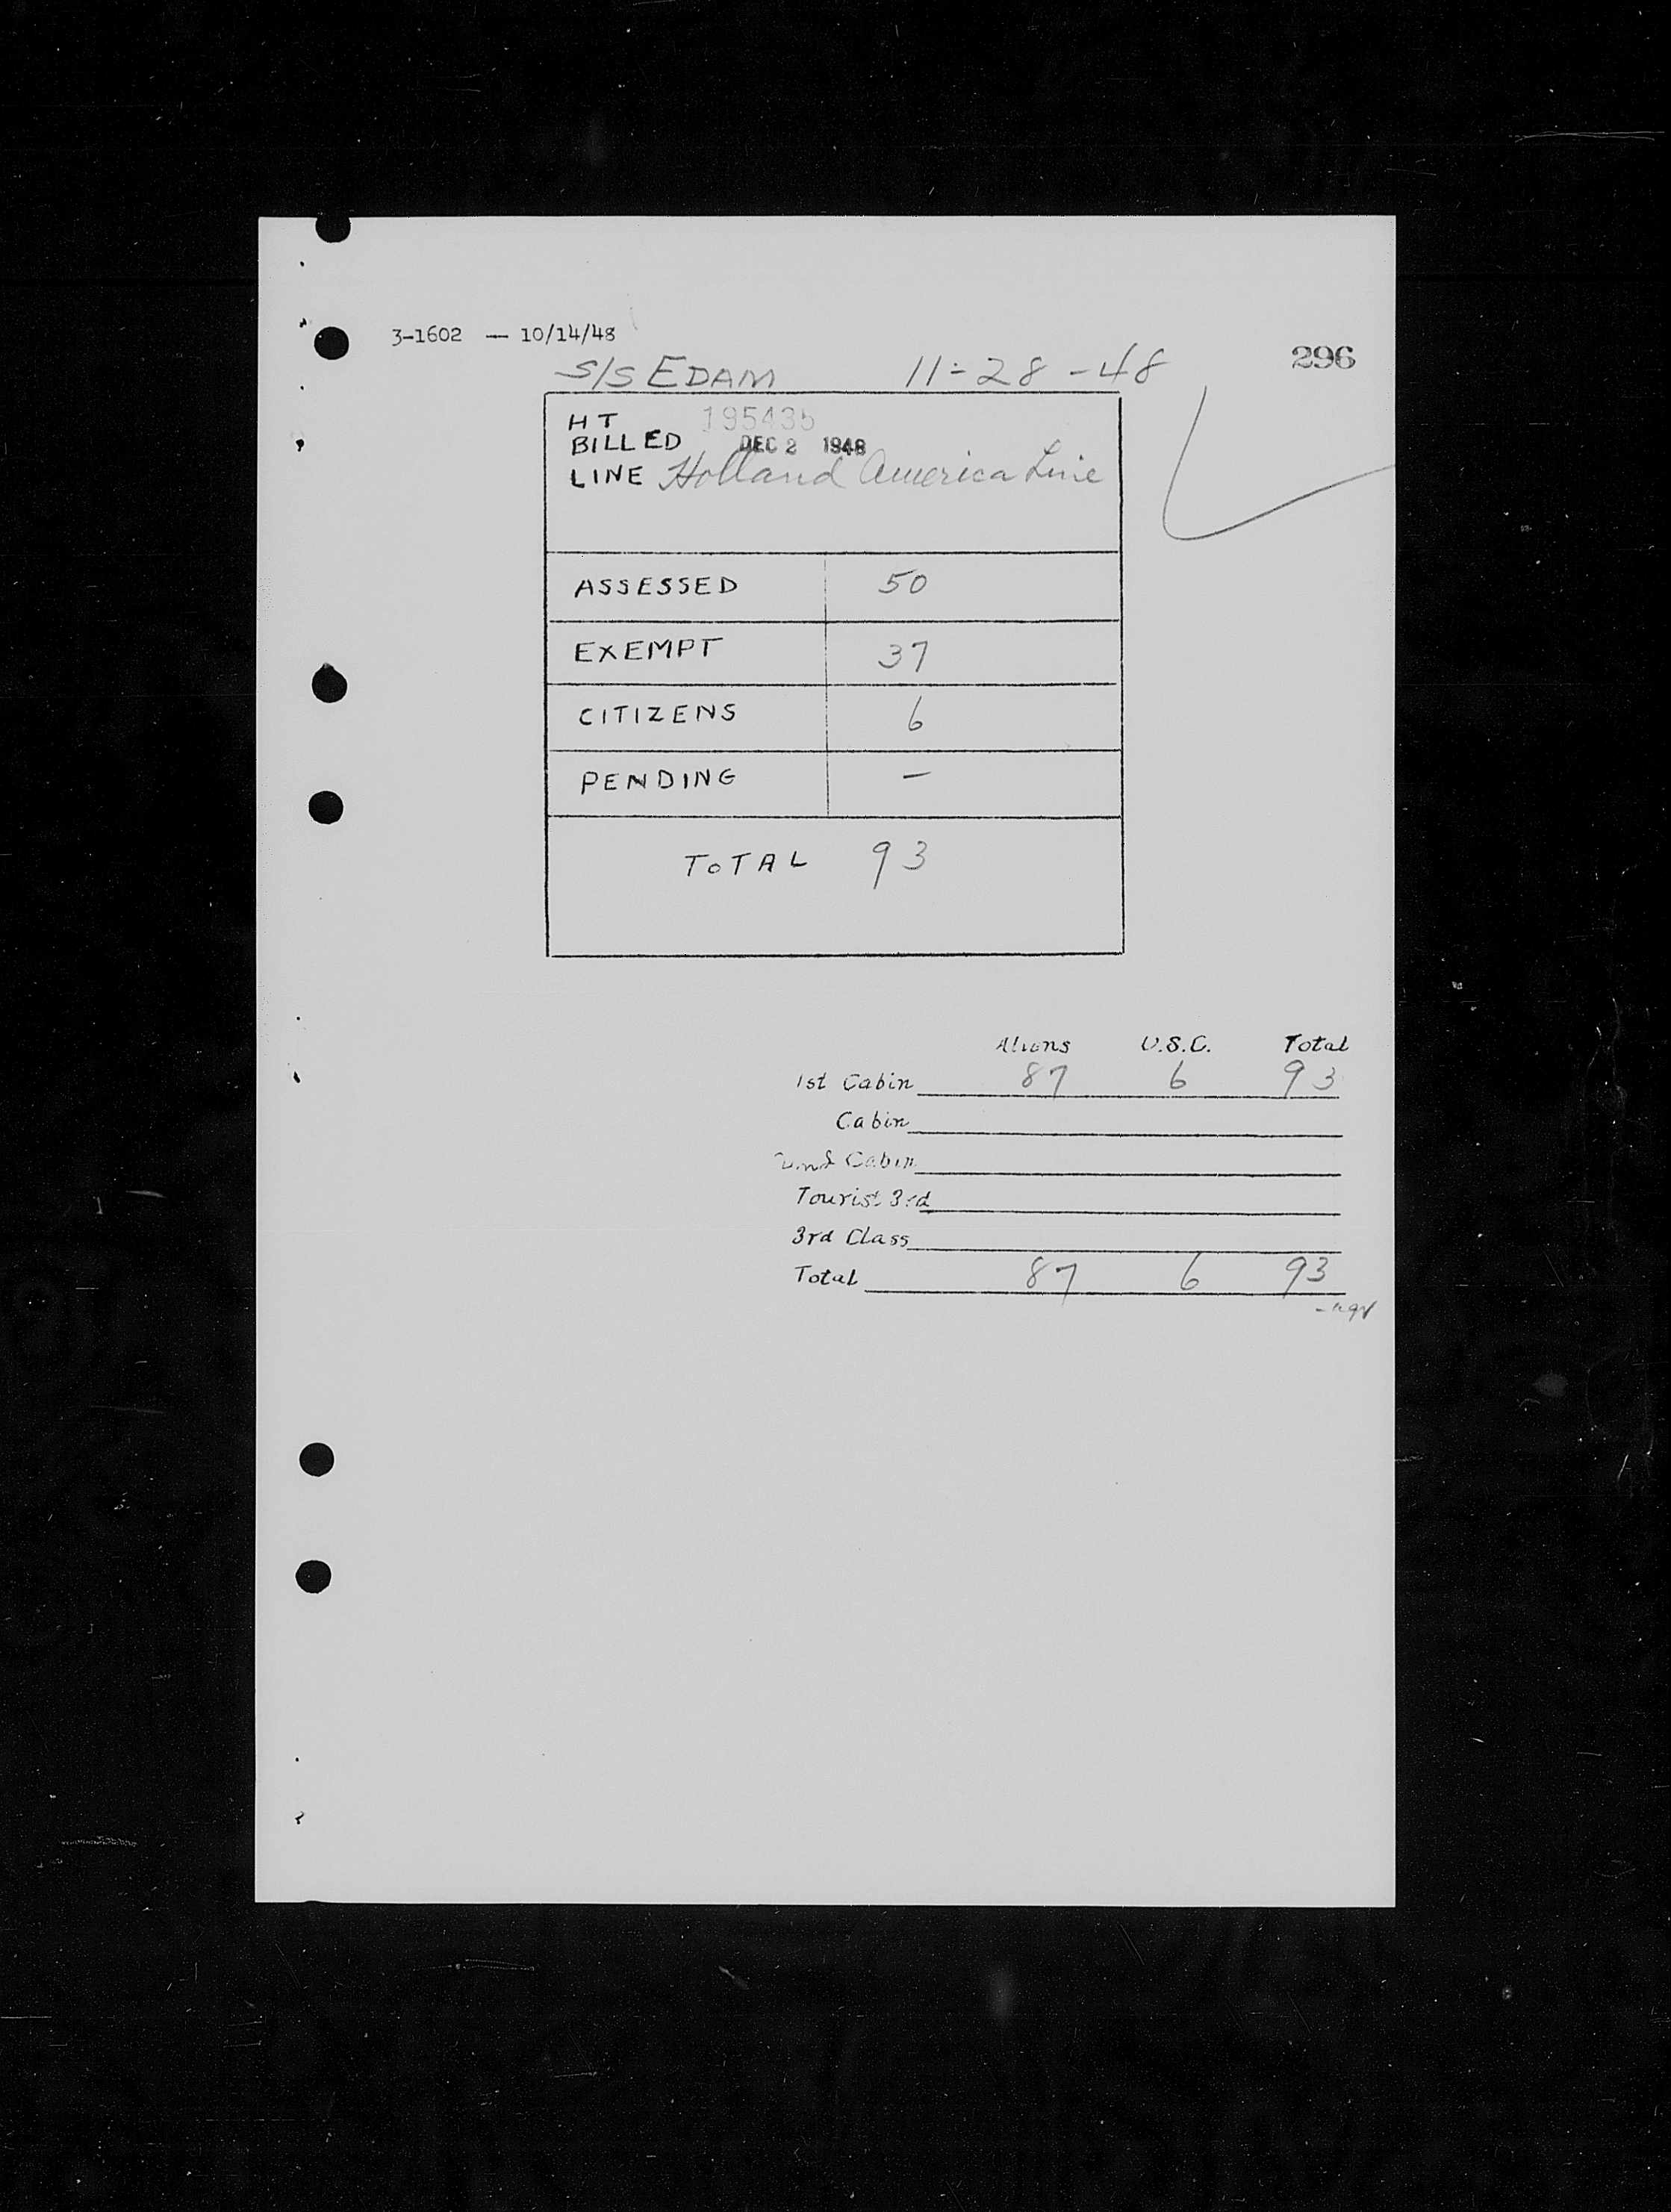 3-1602 — 10/14/48
296
S/S EDAM 11-28-48
HT 195435
BILLED DEC 2 1948
LINE Holland America Line
ASSESSED 50
EXEMPT 37
CITIZENS 6
PENDING —
TOTAL 93
Aliens U.S.C. Total
1st Cabin 87 6 93
Cabin
2nd Cabin
Tourist 3rd
3rd Class
Total 87 6 93